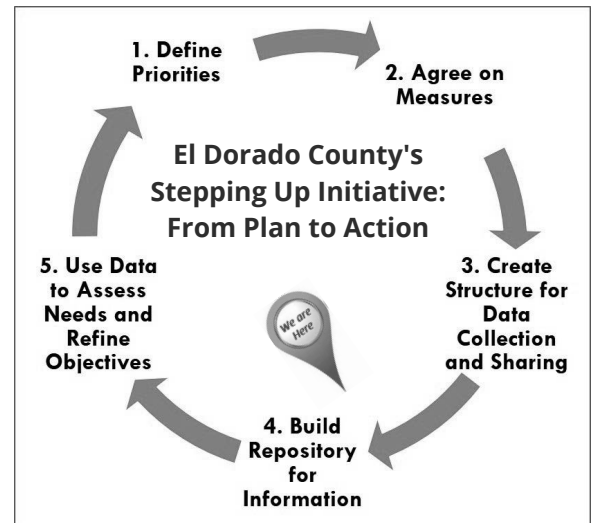 1. Define
Priorities
2. Agree on
Measures
El Dorado County's
Stepping Up Initiative:
From Plan to Action
5. Use Data
to Assess
Needs and
Refine
Objectives
3. Create
Structure for
Data
Collection
and Sharing
We are
Here
4. Build
Repository
for
Information